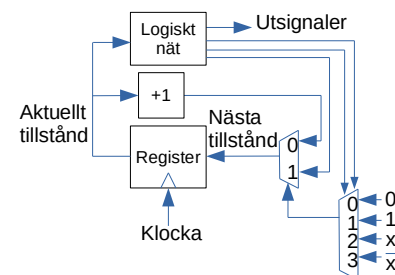 Logiskt
nät
Utsignaler
+1
Aktuellt
tillstånd
Nästa
tillstånd
Register
0
1
Klocka
0
1
2
3
0
1
x
x̅